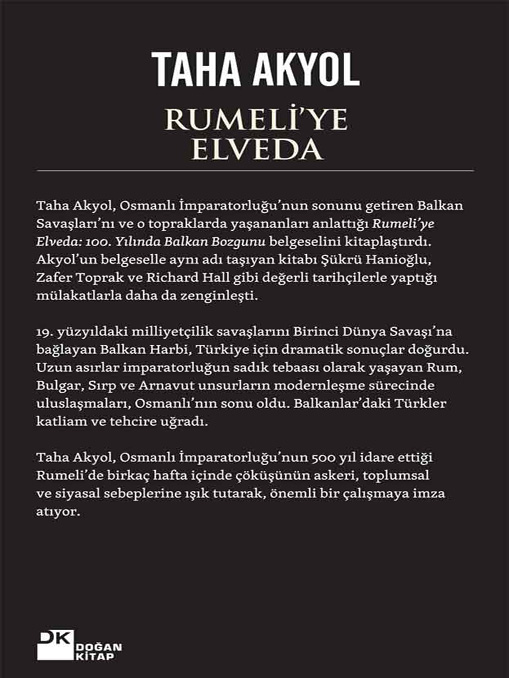 TAHA AKYOL
RUMELİ'YE
ELVEDA
Taha Akyol, Osmanlı İmparatorluğu'nun sonunu getiren Balkan
Savaşları'nı ve o topraklarda yaşananları anlattığı Rumeli'ye
Elveda: 100. Yılında Balkan Bozgunu belgeselini kitaplaştırdı.
Akyol'un belgeselle aynı adı taşıyan kitabı Şükrü Hanioğlu,
Zafer Toprak ve Richard Hall gibi değerli tarihçilerle yaptığı
mülakatlarla daha da zenginleşti.
19. yüzyıldaki milliyetçilik savaşlarını Birinci Dünya Savaşı'na
bağlayan Balkan Harbi, Türkiye için dramatik sonuçlar doğurdu.
Uzun asırlar imparatorluğun sadık tebaası olarak yaşayan Rum,
Bulgar, Sırp ve Arnavut unsurların modernleşme sürecinde
uluslaşmaları, Osmanlı'nın sonu oldu. Balkanlar'daki Türkler
katliam ve tehcire uğradı.
Taha Akyol, Osmanlı İmparatorluğu'nun 500 yıl idare ettiği
Rumeli'de birkaç hafta içinde çöküşünün askeri, toplumsal
ve siyasal sebeplerine ışık tutarak, önemli bir çalışmaya imza
atıyor.
DK
DOĞAN
KİTAP